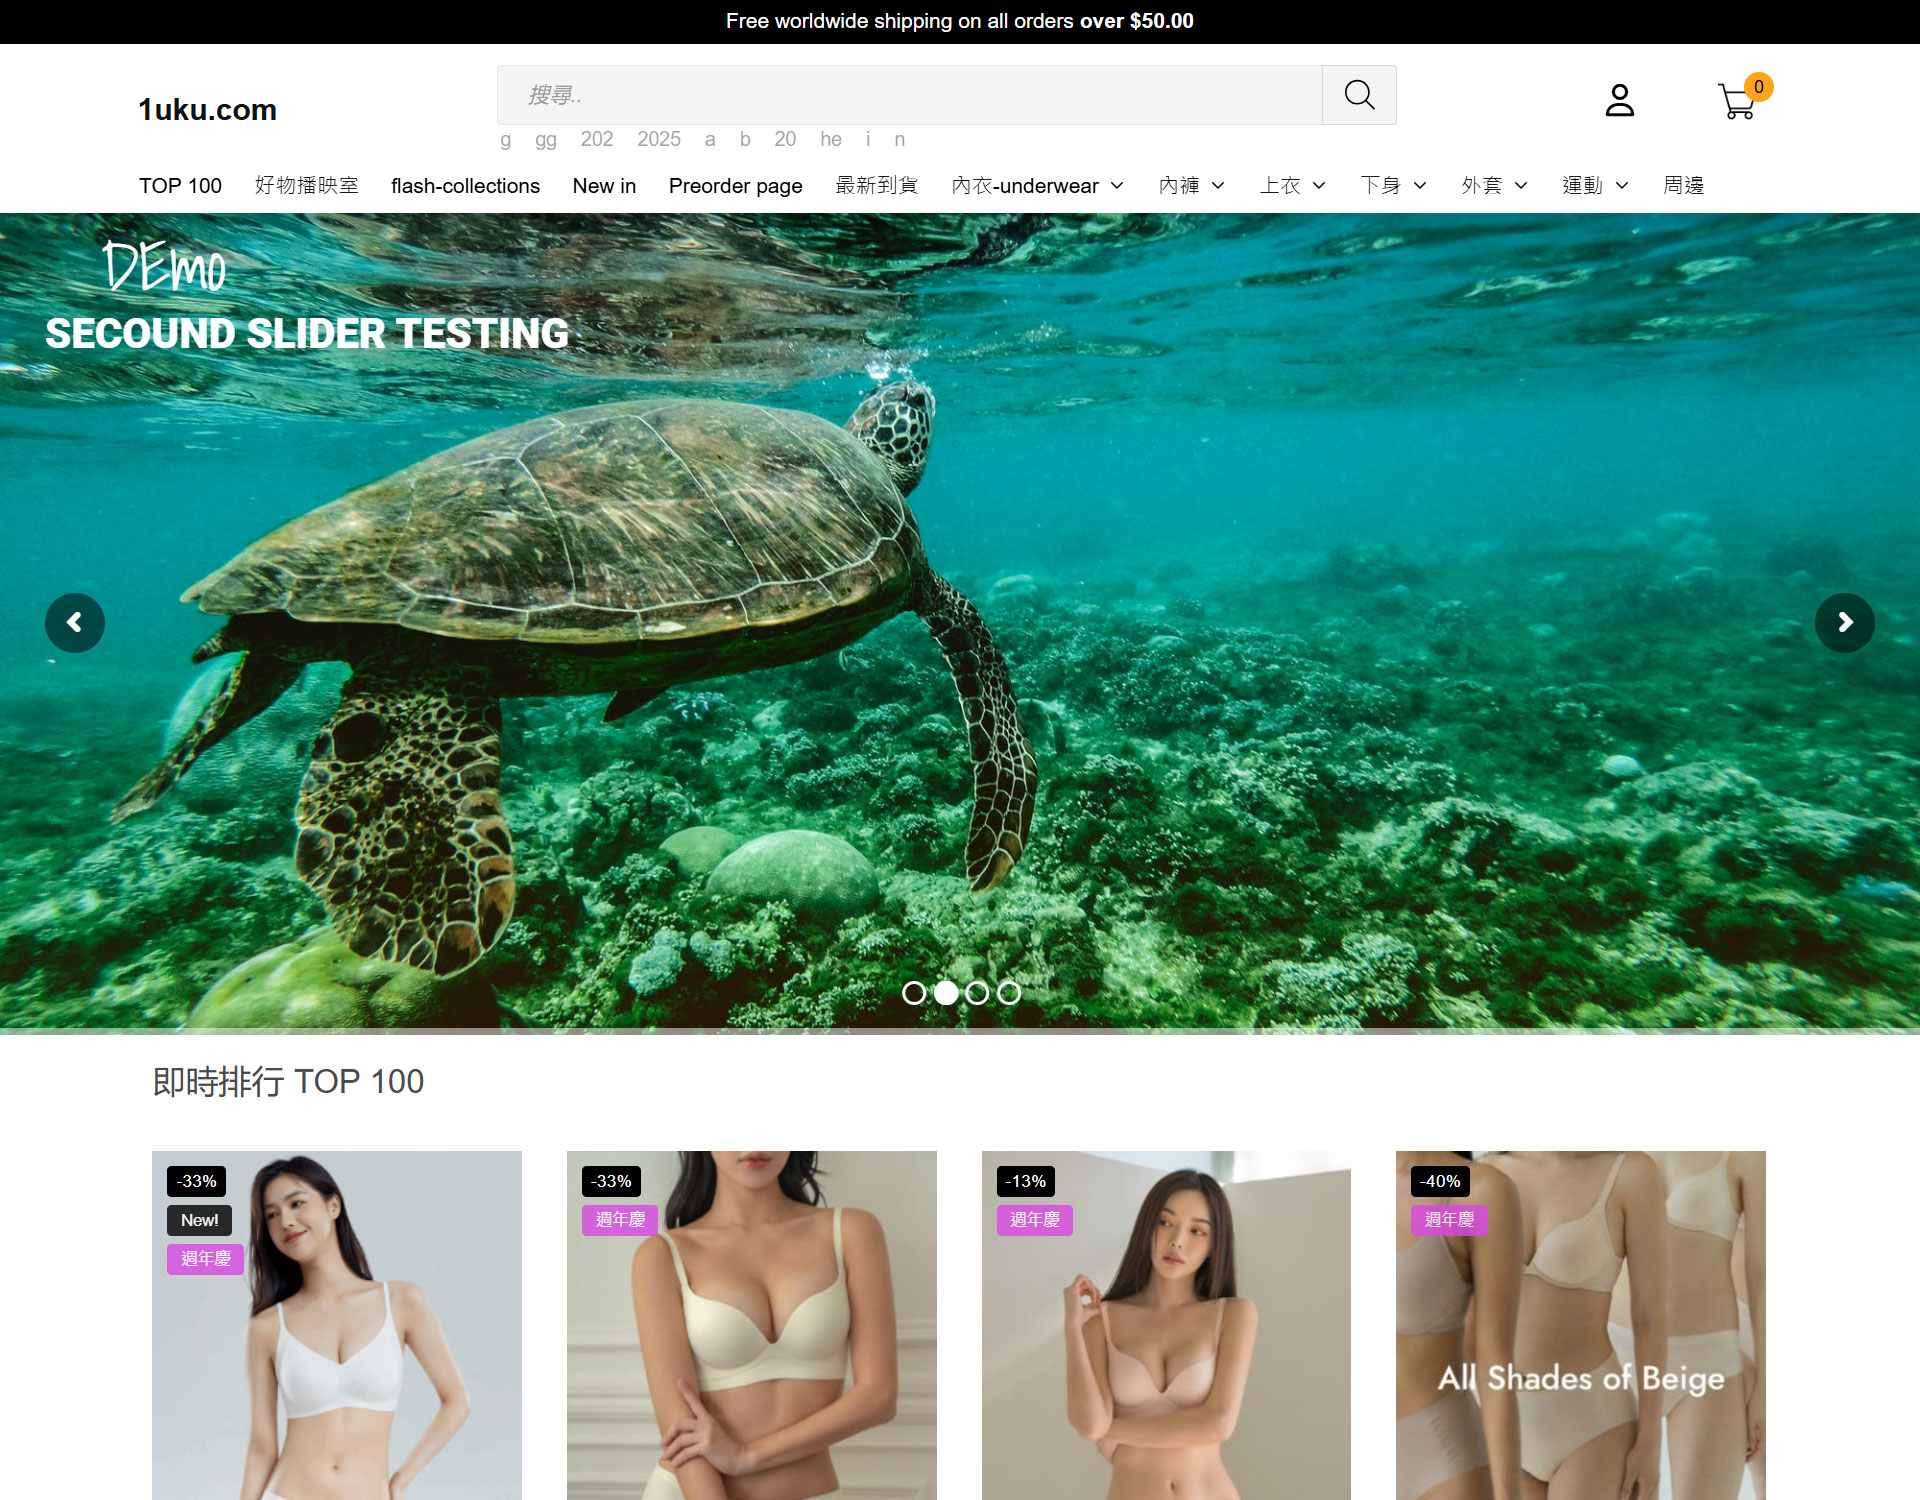 Free worldwide shipping on all orders over $50.00
1uku.com
搜尋..
0
g gg 202 2025 a b 20 he i n
TOP 100 好物播映室 flash-collections New in Preorder page 最新到貨 內衣-underwear 內褲 上衣 下身 外套 運動 周邊
DEmo
SECOUND SLIDER TESTING
即時排行 TOP 100
-33%
New!
週年慶
-33%
週年慶
-13%
週年慶
-40%
週年慶
All Shades of Beige